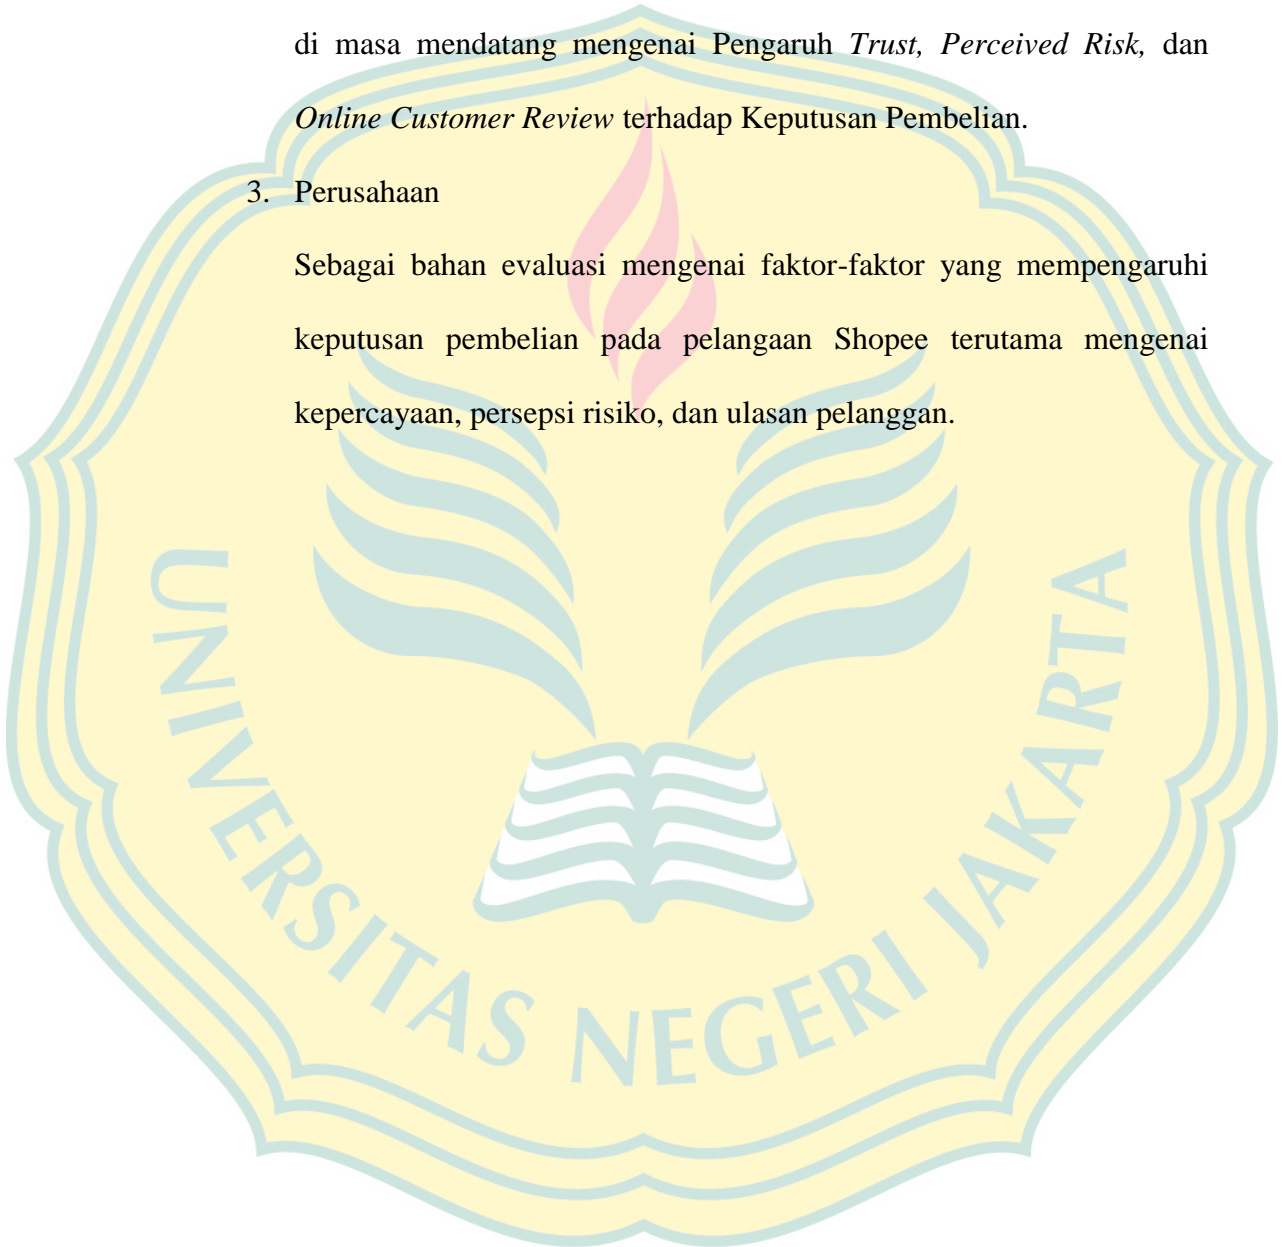 di masa mendatang mengenai Pengaruh Trust, Perceived Risk, dan
Online Customer Review terhadap Keputusan Pembelian.
3. Perusahaan
Sebagai bahan evaluasi mengenai faktor-faktor yang mempengaruhi
keputusan pembelian pada pelangaan Shopee terutama mengenai
kepercayaan, persepsi risiko, dan ulasan pelanggan.
UNIVERSITAS NEGERI JAKARTA